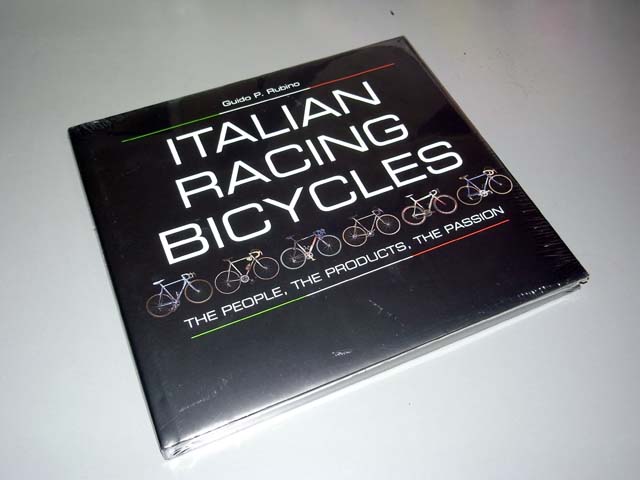 Guido P. Rubino
ITALIAN
RACING
BICYCLES
THE PEOPLE, THE PRODUCTS, THE PASSION